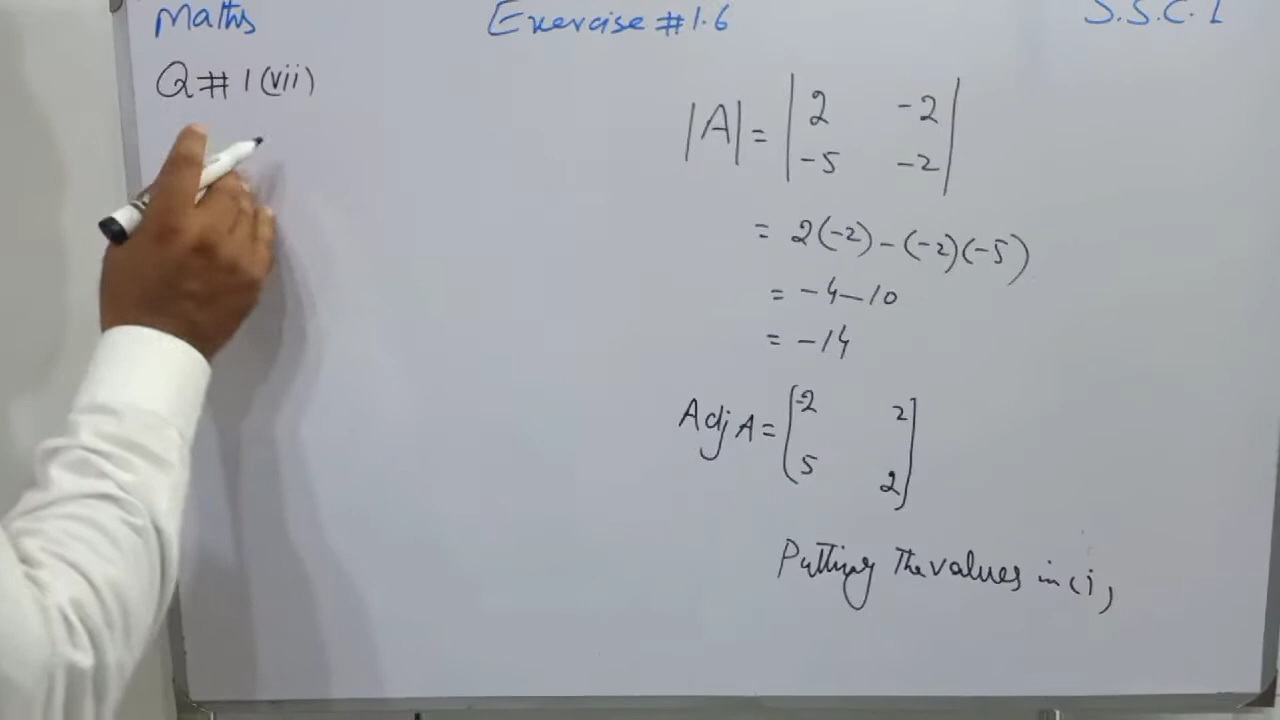 Maths Exercise #1.6 S.S.C.1
Q # 1(vii)
|A| = | 2 -2 |
| -5 -2 |
= 2(-2) - (-2)(-5)
= -4-10
= -14
Adj A = [ -2 2 ]
[ 5 2 ]
Putting the values in (i)